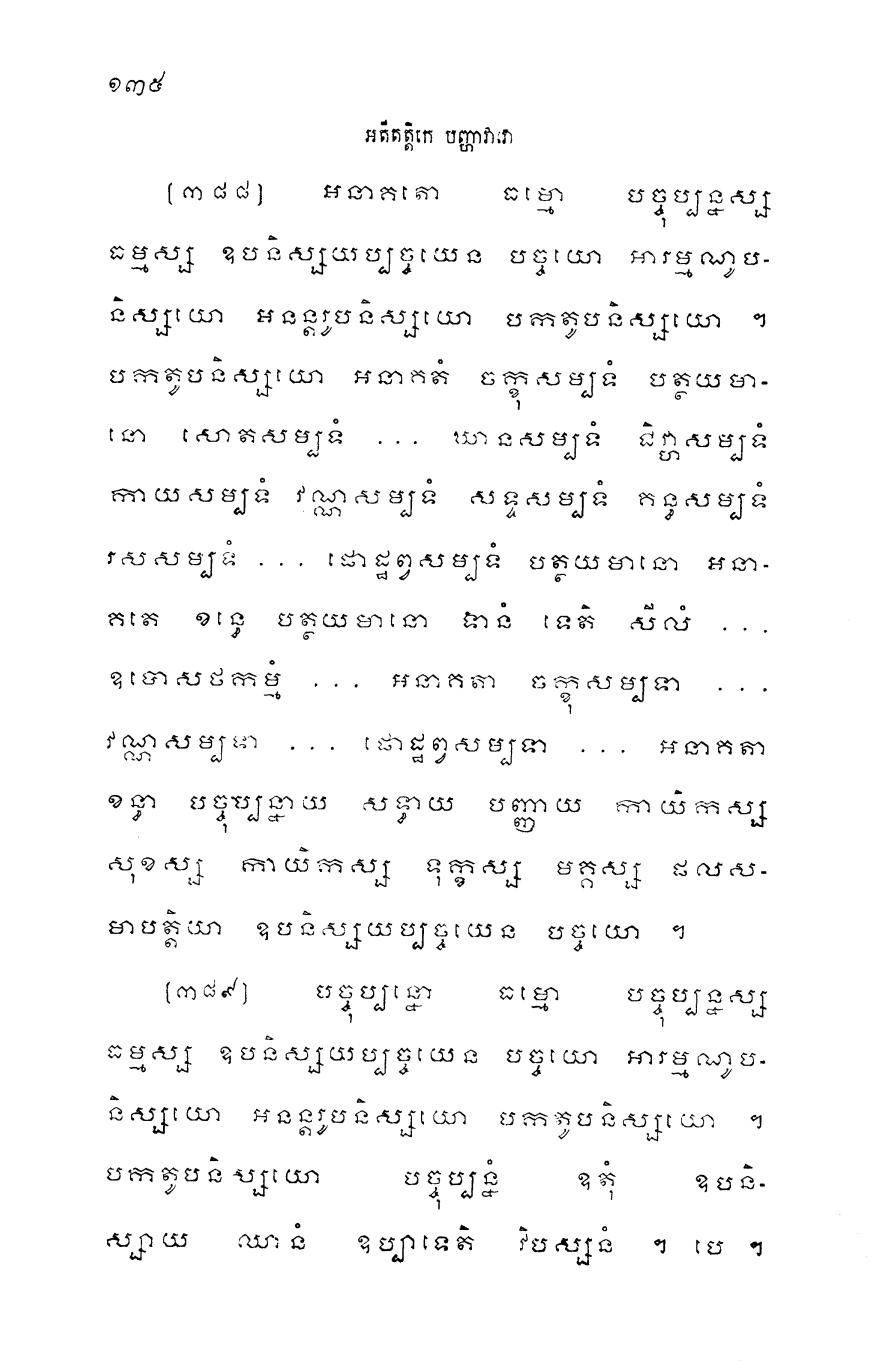 ១៣៥
អតីតត្តិកេ បញ្ហាវារោ
[៣៨៨] អនាគតោ ធម្មោ បច្ចុប្បន្នស្ស
ធម្មស្ស ឧបនិស្សយប្បច្ចយេន បច្ចយោ អារម្មណូប-
និស្សយោ អនន្តរូបនិស្សយោ បកតូបនិស្សយោ ។
បកតូបនិស្សយោ អនាគតំ ចក្ខុសម្បទំ បត្ថយមា-
នោ សោតសម្បទំ ... ឃានសម្បទំ ជិវ្ហាសម្បទំ
កាយសម្បទំ វណ្ណសម្បទំ សទ្ទសម្បទំ គន្ធសម្បទំ
រសសម្បទំ ... ផោដ្ឋព្វសម្បទំ បត្ថយមានោ អនា-
គតេ ខន្ធេ បត្ថយមានោ ទានំ ទេតិ សីលំ ...
ឧបោសថកម្មំ ... អនាគតា ចក្ខុសម្បទា ...
វណ្ណសម្បទា ... ផោដ្ឋព្វសម្បទា ... អនាគតា
ខន្ធា បច្ចុប្បន្នាយ សទ្ធាយ បញ្ញាយ កាយិកស្ស
សុខស្ស កាយិកស្ស ទុក្ខស្ស មគ្គស្ស ផលស-
មាបត្តិយា ឧបនិស្សយប្បច្ចយេន បច្ចយោ ។
[៣៨៩] បច្ចុប្បន្នោ ធម្មោ បច្ចុប្បន្នស្ស
ធម្មស្ស ឧបនិស្សយប្បច្ចយេន បច្ចយោ អារម្មណូប-
និស្សយោ អនន្តរូបនិស្សយោ បកតូបនិស្សយោ ។
បកតូបនិស្សយោ បច្ចុប្បន្នំ ឧតុំ ឧបនិ-
ស្សាយ ឈានំ ឧប្បាទេតិ វិបស្សនំ ។ បេ ។